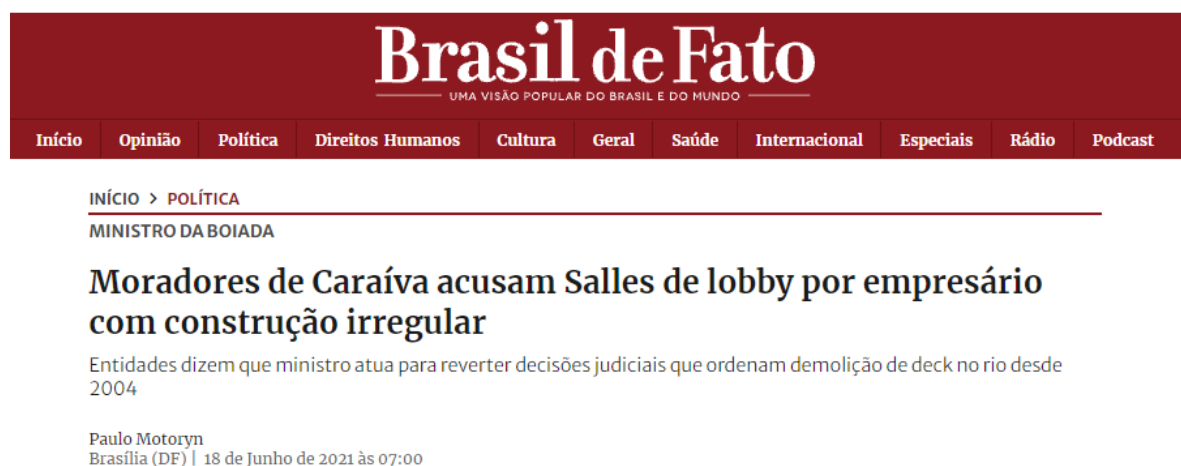 Brasil de Fato
UMA VISÃO POPULAR DO BRASIL E DO MUNDO
Início Opinião Política Direitos Humanos Cultura Geral Saúde Internacional Especiais Rádio Podcast
INÍCIO > POLÍTICA
MINISTRO DA BOIADA
Moradores de Caraíva acusam Salles de lobby por empresário
com construção irregular
Entidades dizem que ministro atua para reverter decisões judiciais que ordenam demolição de deck no rio desde
2004
Paulo Motoryn
Brasília (DF) | 18 de Junho de 2021 às 07:00